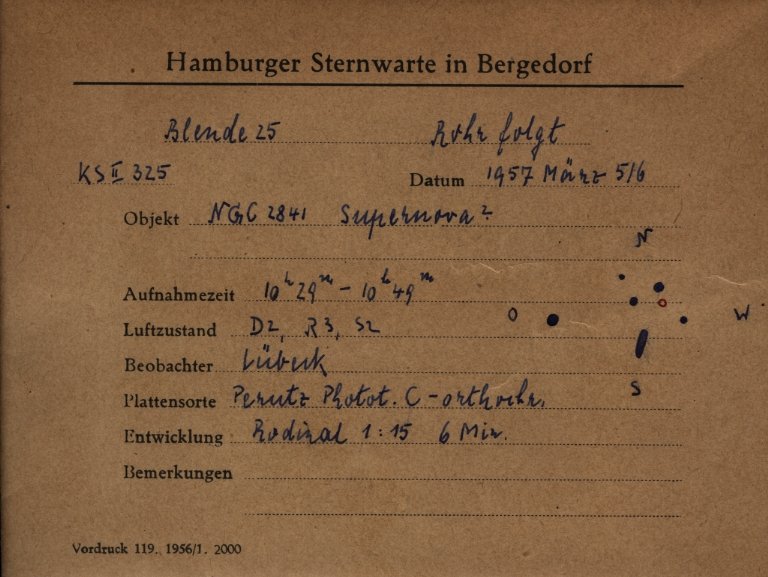 Hamburger Sternwarte in Bergedorf
Blende 25 Rohr folgt
KS II 325 Datum 1957 März 5/6
Objekt NGC 2841 Supernova?
N
Aufnahmezeit 10h 29m – 10h 49m
O W
Luftzustand D2, R3, S2
Beobachter Lübeck
S
Plattensorte Perutz Photot. C - orthochr.
Entwicklung Rodinal 1:15 6 Min.
Bemerkungen
Vordruck 119. 1956/1. 2000